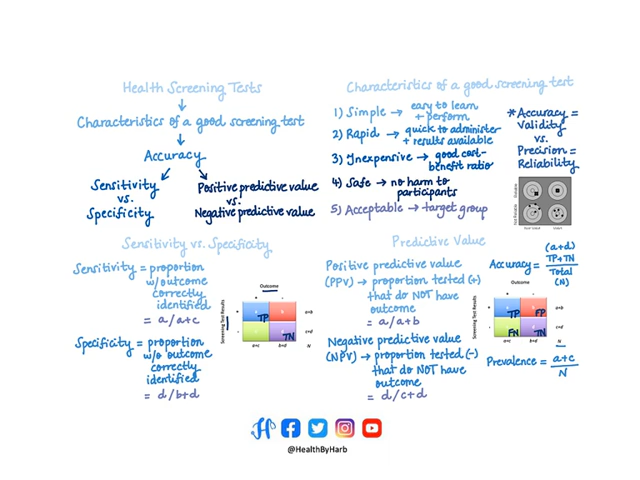 Health Screening Tests
↓
Characteristics of a good screening test
↓
Accuracy
Sensitivity
vs.
Specificity
Positive predictive value
vs.
Negative predictive value
Characteristics of a good screening test
1) Simple → easy to learn
+ perform
2) Rapid → quick to administer
+ results available
3) Inexpensive → good cost-
benefit ratio
4) Safe → no harm to
participants
5) Acceptable → target group
*Accuracy =
Validity
vs.
Precision =
Reliability
Sensitivity vs. Specificity
Sensitivity = proportion
w/outcome
correctly
identified
= a/a+c
Specificity = proportion
w/o outcome
correctly
identified
= d/b+d
Outcome
+ -
Screening Test Results
+ TP a+b
- TN c+d
a+c b+d N
Predictive Value
Positive predictive value
(PPV) → proportion tested (+)
that do NOT have
outcome
= a/a+b
Negative predictive value
(NPV) → proportion tested (-)
that do NOT have
outcome
= d/c+d
Accuracy = (a+d)
TP+TN
Total
(N)
Outcome
+ -
Screening Test Results
+ TP FP a+b
- FN TN c+d
a+c b+d N
Prevalence = a+c
N
@HealthByHarb